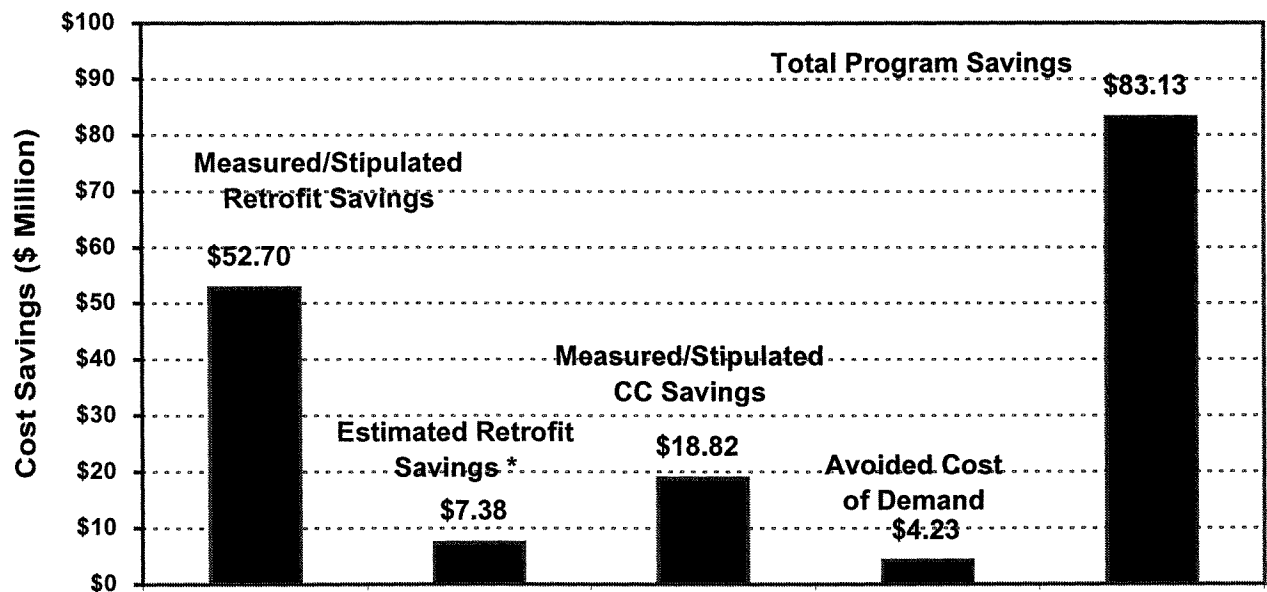 $100
$90
$80
$70
$60
$50
$40
$30
$20
$10
$0
Cost Savings ($ Million)
Measured/Stipulated
Retrofit Savings
$52.70
Estimated Retrofit
Savings *
$7.38
Measured/Stipulated
CC Savings
$18.82
Avoided Cost
of Demand
$4.23
Total Program Savings
$83.13